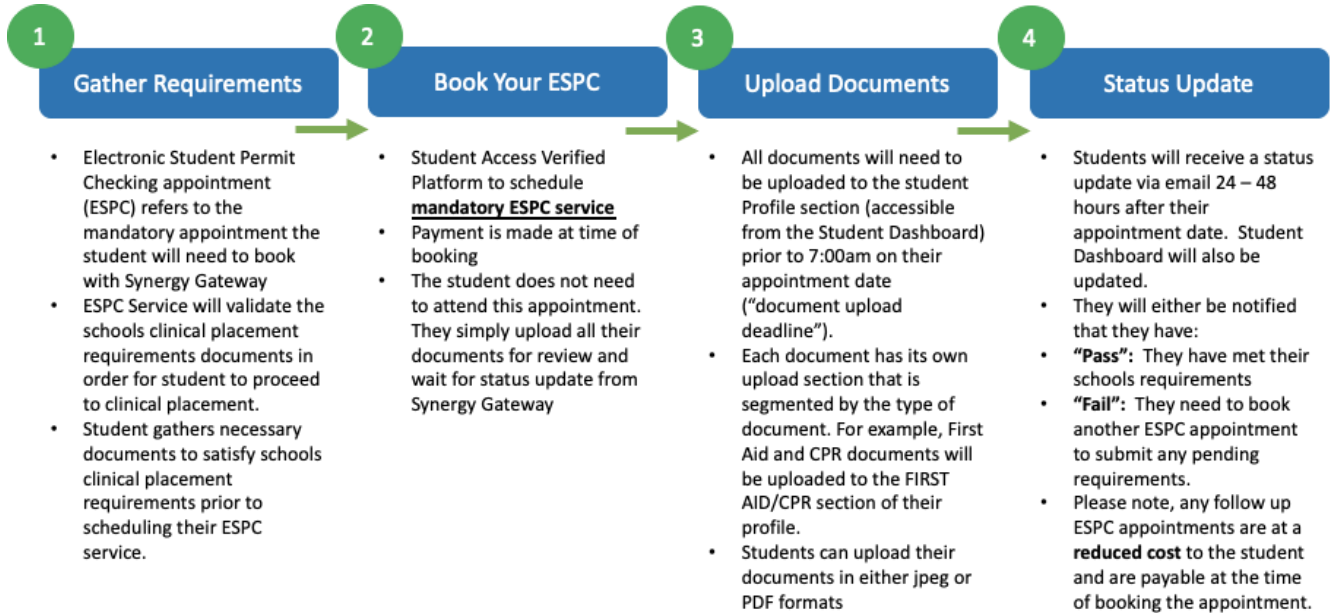 1
Gather Requirements
• Electronic Student Permit
Checking appointment
(ESPC) refers to the
mandatory appointment the
student will need to book
with Synergy Gateway
• ESPC Service will validate the
schools clinical placement
requirements documents in
order for student to proceed
to clinical placement.
• Student gathers necessary
documents to satisfy schools
clinical placement
requirements prior to
scheduling their ESPC
service.
2
Book Your ESPC
• Student Access Verified
Platform to schedule
mandatory ESPC service
• Payment is made at time of
booking
• The student does not need
to attend this appointment.
They simply upload all their
documents for review and
wait for status update from
Synergy Gateway
3
Upload Documents
• All documents will need to
be uploaded to the student
Profile section (accessible
from the Student Dashboard)
prior to 7:00am on their
appointment date
(“document upload
deadline”).
• Each document has its own
upload section that is
segmented by the type of
document. For example, First
Aid and CPR documents will
be uploaded to the FIRST
AID/CPR section of their
profile.
• Students can upload their
documents in either jpeg or
PDF formats
4
Status Update
• Students will receive a status
update via email 24 – 48
hours after their
appointment date.  Student
Dashboard will also be
updated.
• They will either be notified
that they have:
• “Pass”:  They have met their
schools requirements
• “Fail”:  They need to book
another ESPC appointment
to submit any pending
requirements.
• Please note, any follow up
ESPC appointments are at a
reduced cost to the student
and are payable at the time
of booking the appointment.